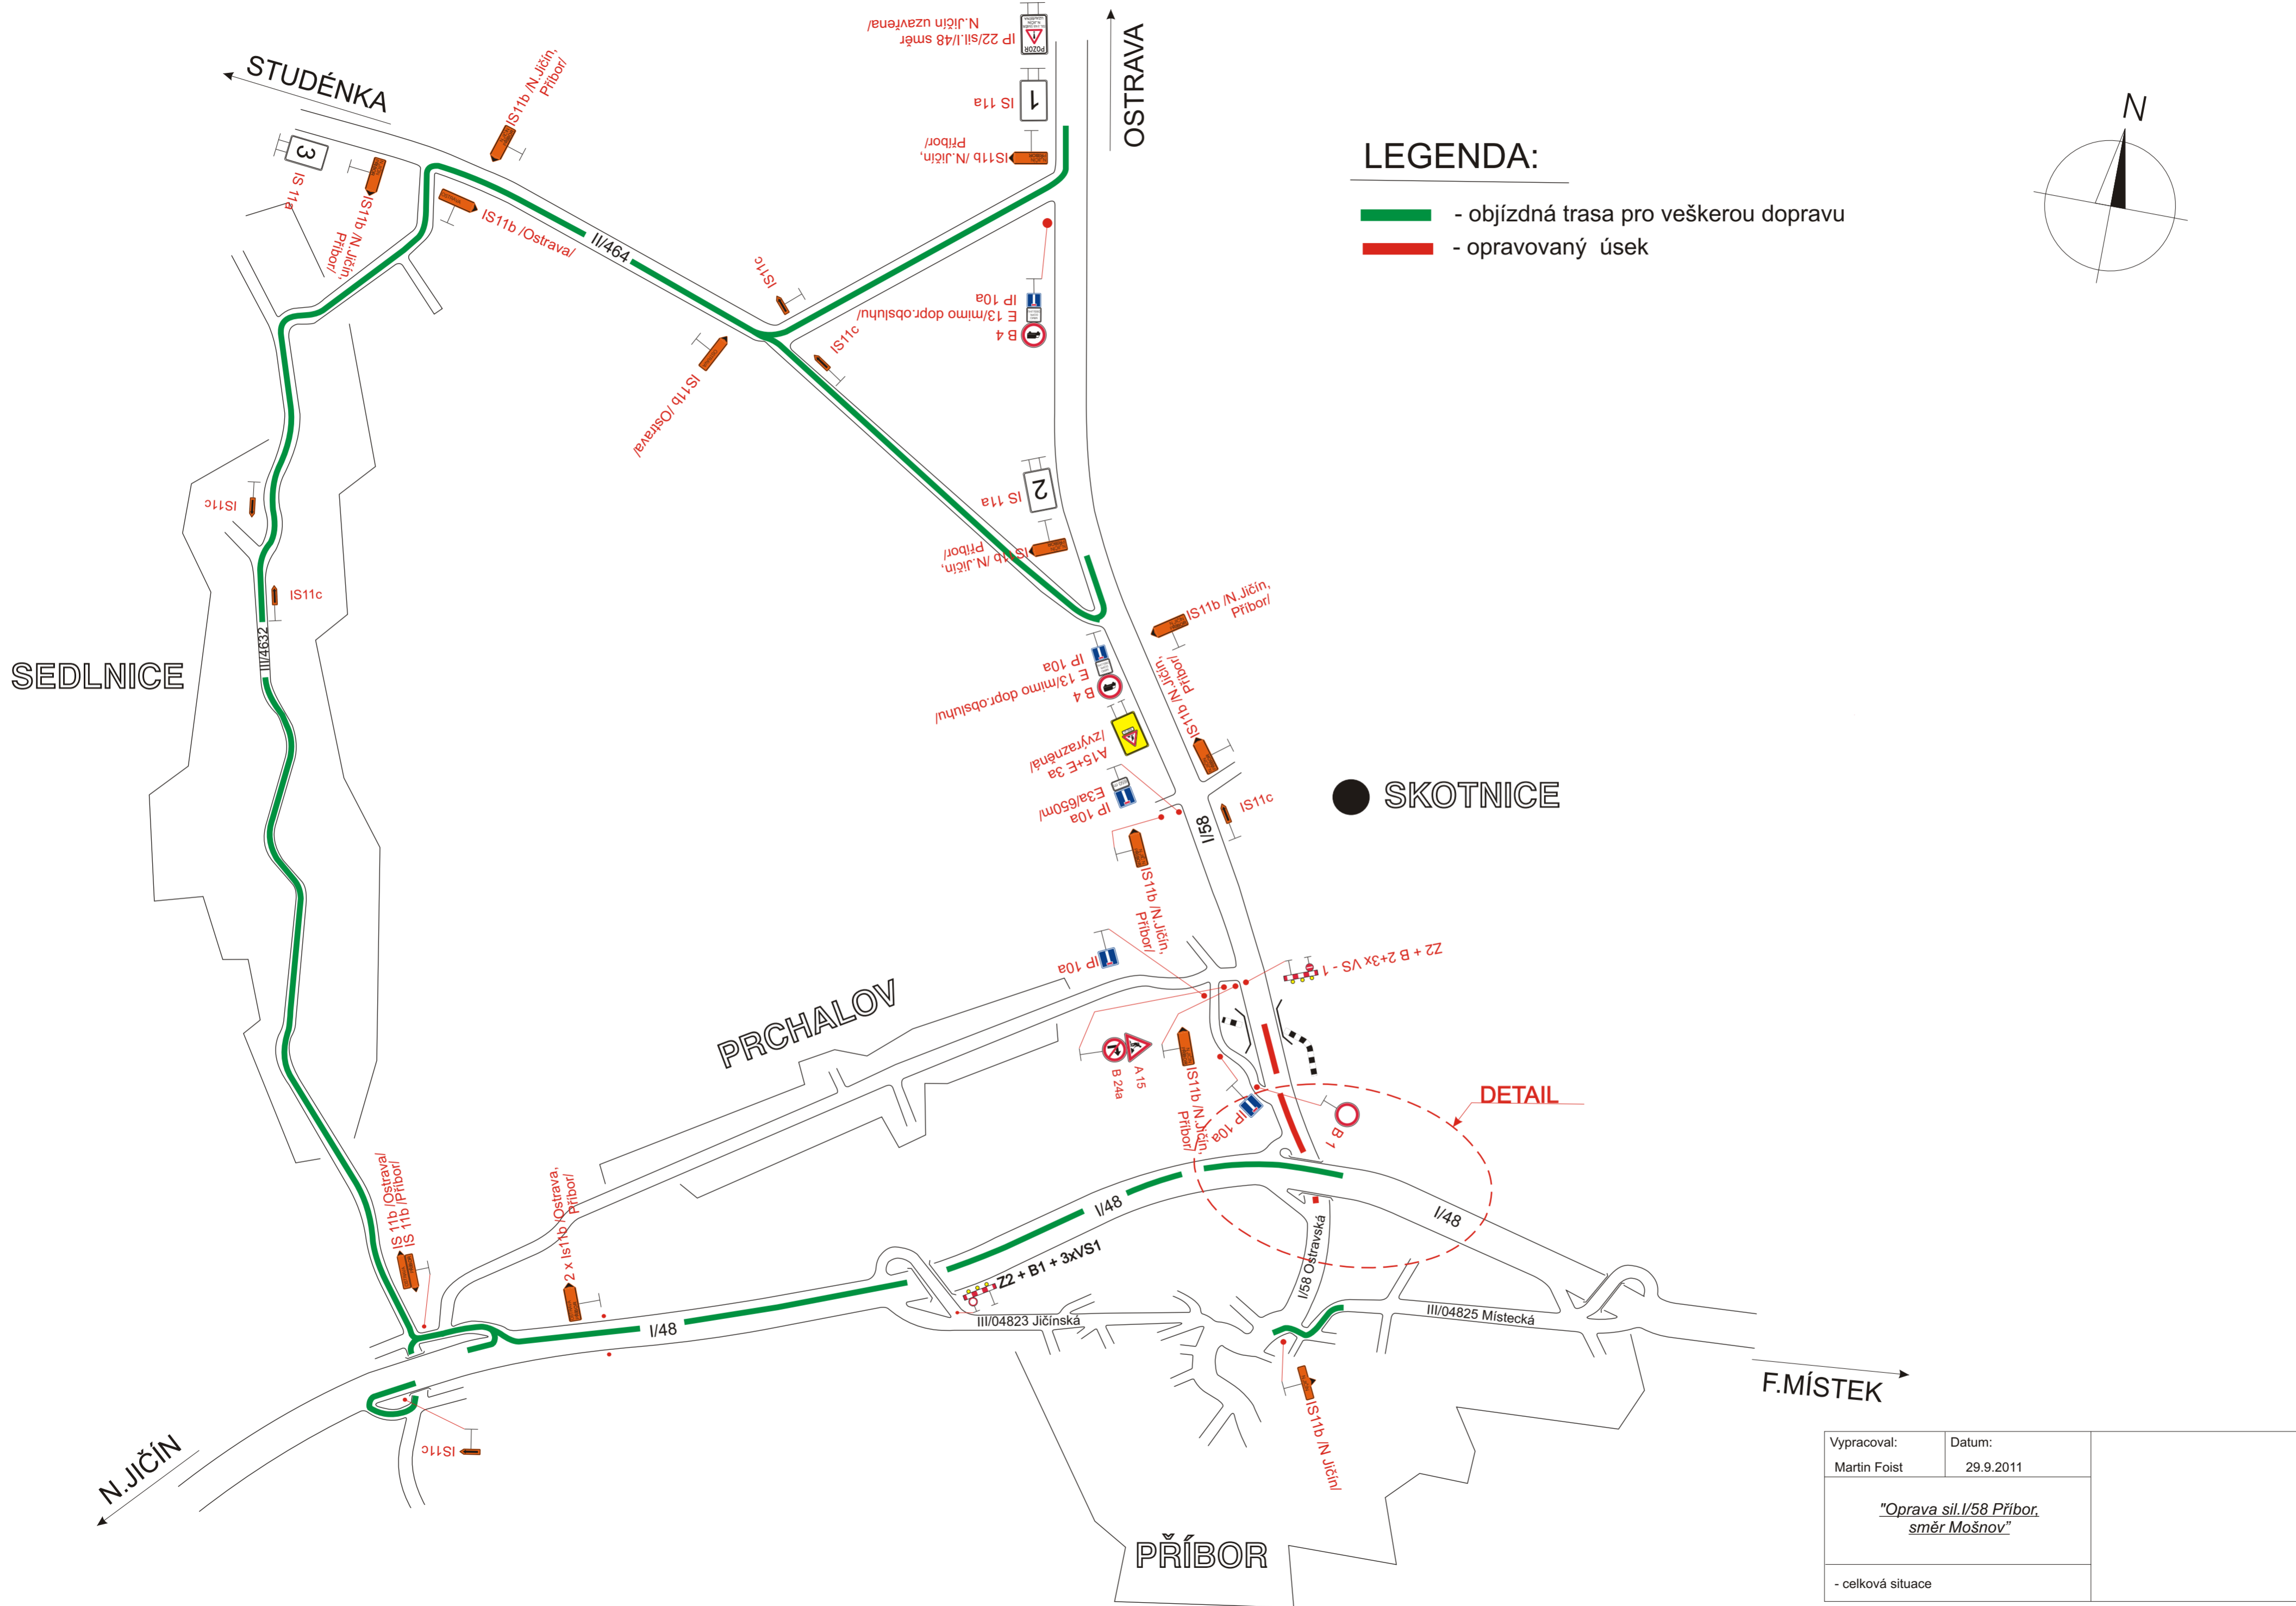 STUDÉNKA
IS11b /N.Jičín,
Příbor/
3
IS 11a
IS11b /N.Jičín,
Příbor/
IS11b /Ostrava/
II/464
IP 22/sil.I/48 směr
N.Jičín uzavřena/
POZOR
1
IS 11a
IS11b /N.Jičín,
Příbor/
OSTRAVA
N
LEGENDA:
- objízdná trasa pro veškerou dopravu
- opravovaný úsek
IS11c
IS11c
IS11b /Ostrava/
B 4
E 13/mimo dopr.obsluhu/
IP 10a
2
IS 11a
IS11b /N.Jičín,
Příbor/
IS11c
IS11c
III/4632
SEDLNICE
IS11b /N.Jičín,
Příbor/
IS11b /N.Jičín,
Příbor/
B 4
E 13/mimo dopr.obsluhu/
IP 10a
A15+E 3a
/zvýrazněná/
IP 10a
E3a/650m/
IS11c
I/58
SKOTNICE
IS11b /N.Jičín,
Příbor/
IP 10a
Z2 + B 2+3x VS - 1
PRCHALOV
B 24a
A 15
IS11b /N.Jičín,
Příbor/
IP 10a
B 1
DETAIL
IS 11b /Ostrava/
IS 11b /Příbor/
2 x Is11b /Ostrava,
Příbor/
I/48
I/48
I/48
Z2 + B1 + 3xVS1
III/04823 Jičínská
I/58 Ostravská
III/04825 Místecká
IS11b /N Jičín/
IS11c
N.JIČÍN
F.MÍSTEK
PŘÍBOR
Vypracoval:
Martin Foist
Datum:
29.9.2011
"Oprava sil.I/58 Příbor,
směr Mošnov”
- celková situace